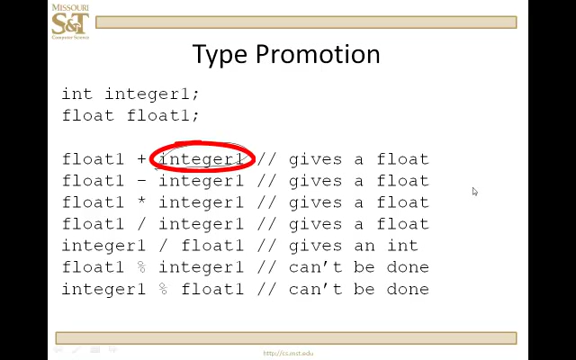 MISSOURI
S&T
Computer Science
Type Promotion
int integer1;
float float1;
float1 + integer1 // gives a float
float1 - integer1 // gives a float
float1 * integer1 // gives a float
float1 / integer1 // gives a float
integer1 / float1 // gives an int
float1 % integer1 // can't be done
integer1 % float1 // can't be done
http://cs.mst.edu